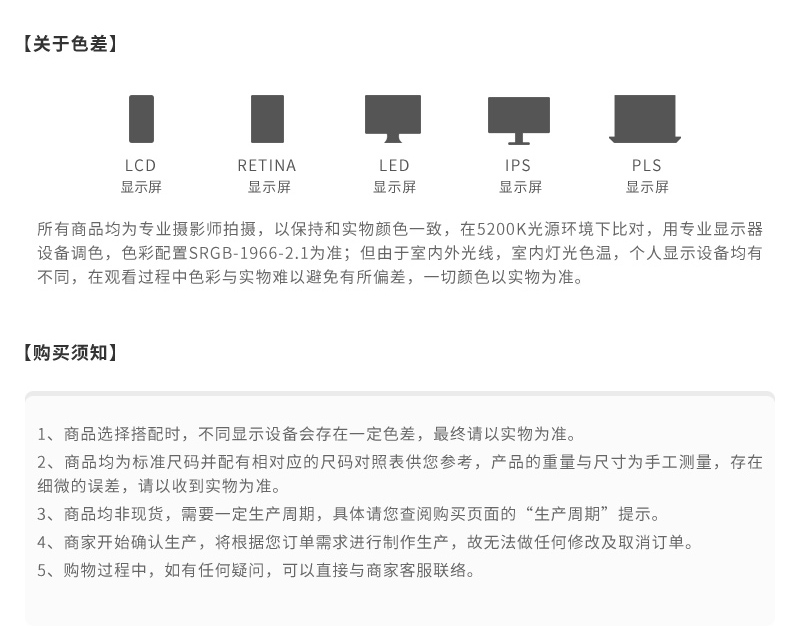 【关于色差】
LCD RETINA LED IPS PLS
显示屏 显示屏 显示屏 显示屏 显示屏
所有商品均为专业摄影师拍摄，以保持和实物颜色一致，在5200K光源环境下比对，用专业显示器
设备调色，色彩配置SRGB-1966-2.1为准；但由于室内外光线，室内灯光色温，个人显示设备均有
不同，在观看过程中色彩与实物难以避免有所偏差，一切颜色以实物为准。
【购买须知】
1、商品选择搭配时，不同显示设备会存在一定色差，最终请以实物为准。
2、商品均为标准尺码并配有相对应的尺码对照表供您参考，产品的重量与尺寸为手工测量，存在
细微的误差，请以收到实物为准。
3、商品均非现货，需要一定生产周期，具体请您查阅购买页面的“生产周期”提示。
4、商家开始确认生产，将根据您订单需求进行制作生产，故无法做任何修改及取消订单。
5、购物过程中，如有任何疑问，可以直接与商家客服联络。